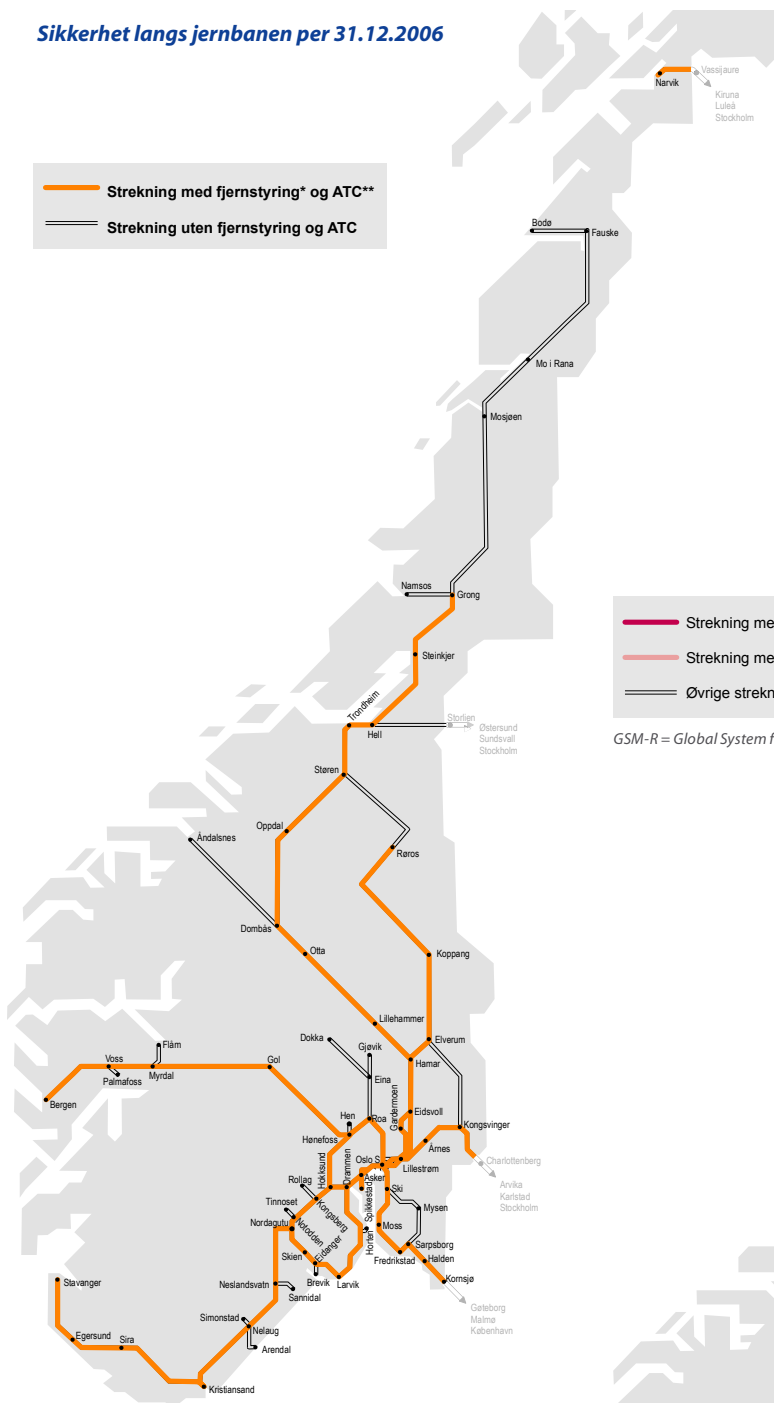 Sikkerhet langs jernbanen per 31.12.2006
Vassijaure
Narvik
Kiruna
Luleå
Stockholm
Strekning med fjernstyring* og ATC**
Strekning uten fjernstyring og ATC
Bodø
Fauske
Mo i Rana
Mosjøen
Namsos
Grong
Strekning me
Strekning me
Øvrige strekn
GSM-R = Global System f
Steinkjer
Trondheim
Hell
Storlien
Østersund
Sundsvall
Stockholm
Støren
Oppdal
Åndalsnes
Røros
Dombås
Otta
Koppang
Lillehammer
Elverum
Dokka
Gjøvik
Hamar
Flåm
Voss
Palmafoss
Myrdal
Gol
Eina
Bergen
Gardermoen
Eidsvoll
Hen
Roa
Kongsvinger
Hønefoss
Årnes
Oslo S
Lillestrøm
Charlottenberg
Arvika
Karlstad
Stockholm
Hokksund
Drammen
Asker
Spikkestad
Ski
Rollag
Kongsberg
Mysen
Tinnoset
Notodden
Nordagutu
Horten
Moss
Skien
Eidanger
Sarpsborg
Fredrikstad
Halden
Brevik
Larvik
Kornsjø
Stavanger
Neslandsvatn
Sannidal
Gøteborg
Malmø
København
Simonstad
Nelaug
Egersund
Sira
Arendal
Kristiansand